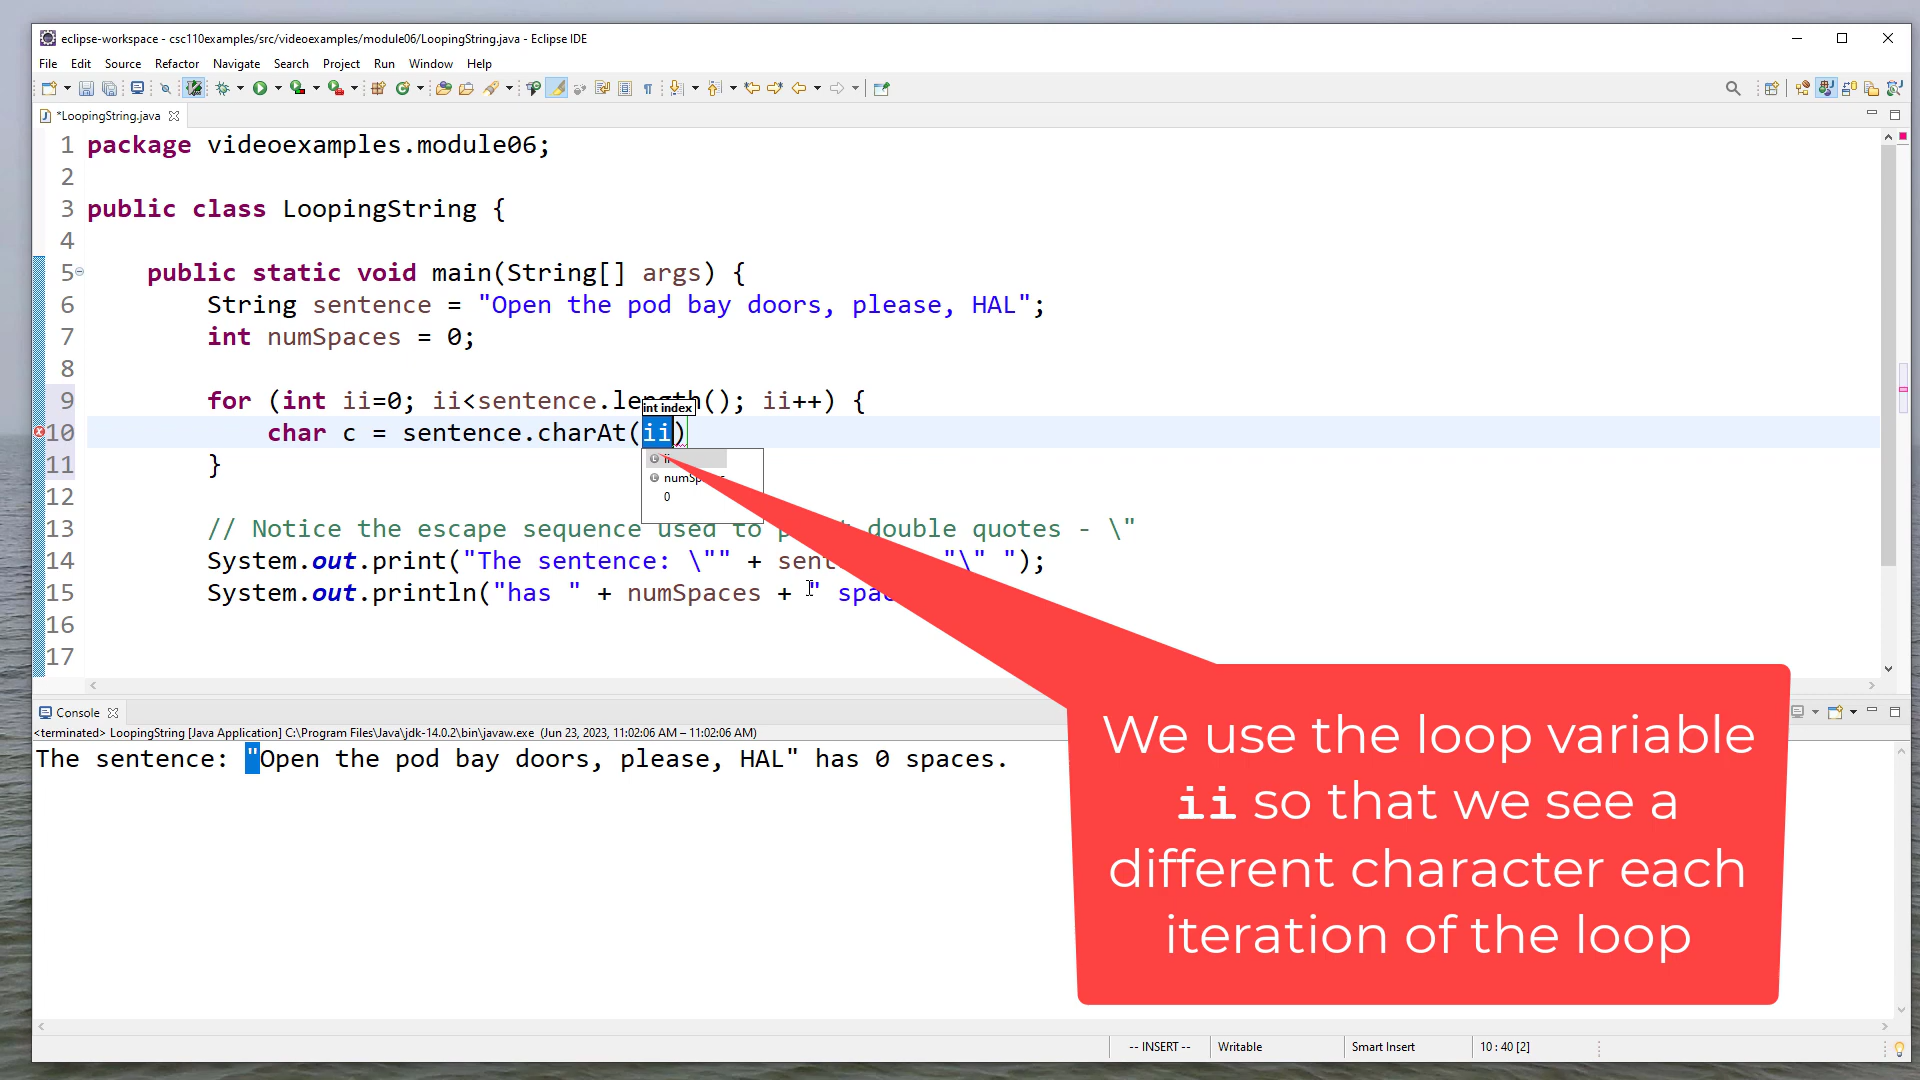 eclipse-workspace - csc110examples/src/videoexamples/module06/LoopingString.java - Eclipse IDE
File Edit Source Refactor Navigate Search Project Run Window Help
*LoopingString.java
1 package videoexamples.module06;
2
3 public class LoopingString {
4
5 public static void main(String[] args) {
6 String sentence = "Open the pod bay doors, please, HAL";
7 int numSpaces = 0;
8
9 for (int ii=0; ii<sentence.length(); ii++) {
int index
10 char c = sentence.charAt(ii)
11 }
ii
numSp
0
12
13 // Notice the escape sequence used to double quotes - \"
14 System.out.print("The sentence: \"" + sent "\" ");
15 System.out.println("has " + numSpaces + " spac
16
17
Console
<terminated> LoopingString [Java Application] C:\Program Files\Java\jdk-14.0.2\bin\javaw.exe (Jun 23, 2023, 11:02:06 AM – 11:02:06 AM)
The sentence: "Open the pod bay doors, please, HAL" has 0 spaces.
We use the loop variable
ii so that we see a
different character each
iteration of the loop
-- INSERT -- Writable Smart Insert 10 : 40 [2]